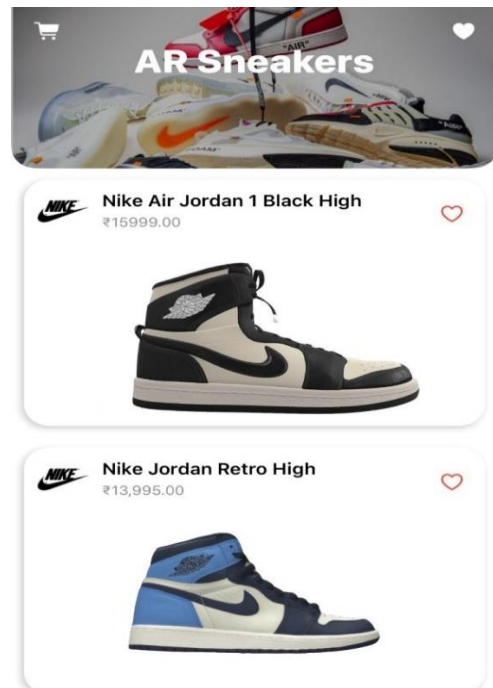 "AIR"
AR Sneakers
NIKE
Nike Air Jordan 1 Black High
₹15999.00
NIKE
Nike Jordan Retro High
₹13,995.00